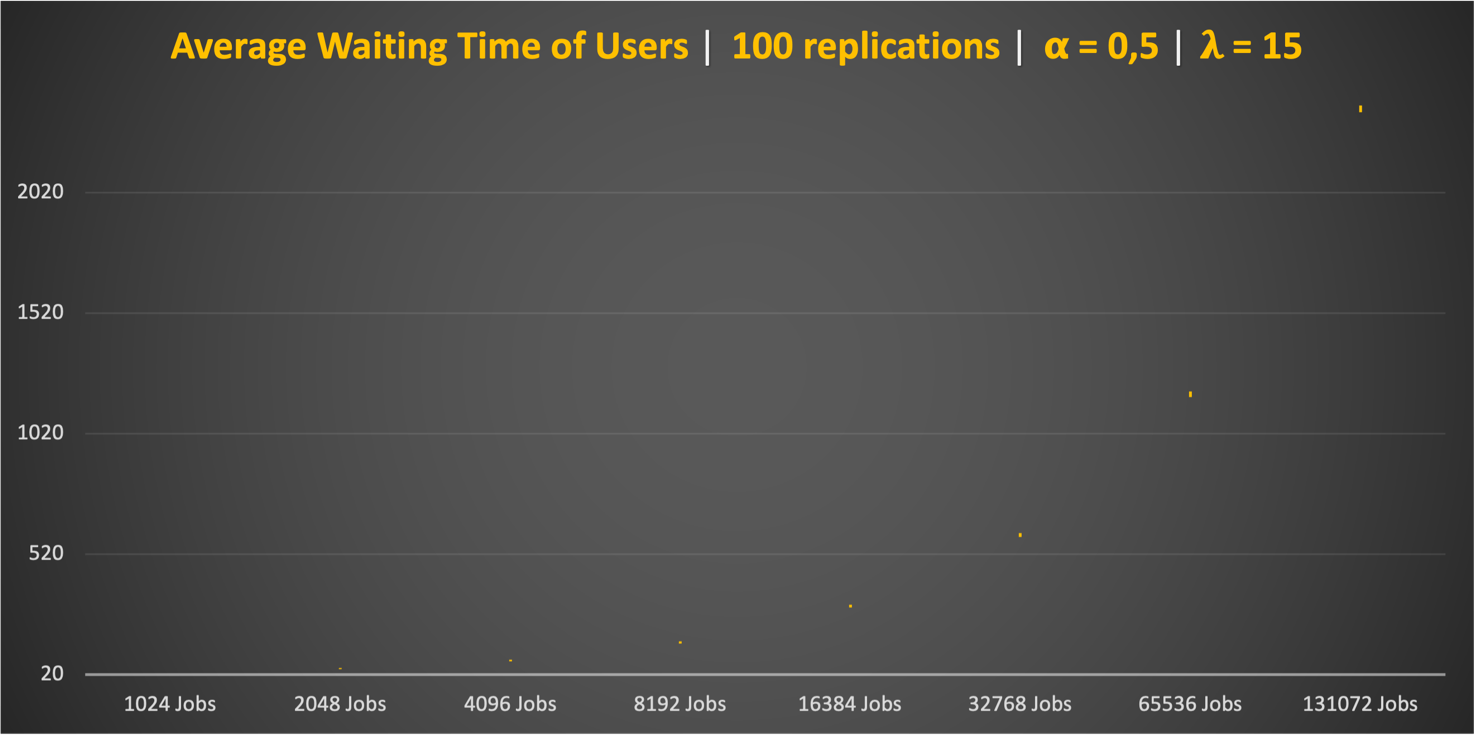 Average Waiting Time of Users | 100 replications | α = 0,5 | λ = 15
2020
1520
1020
520
20
1024 Jobs 2048 Jobs 4096 Jobs 8192 Jobs 16384 Jobs 32768 Jobs 65536 Jobs 131072 Jobs